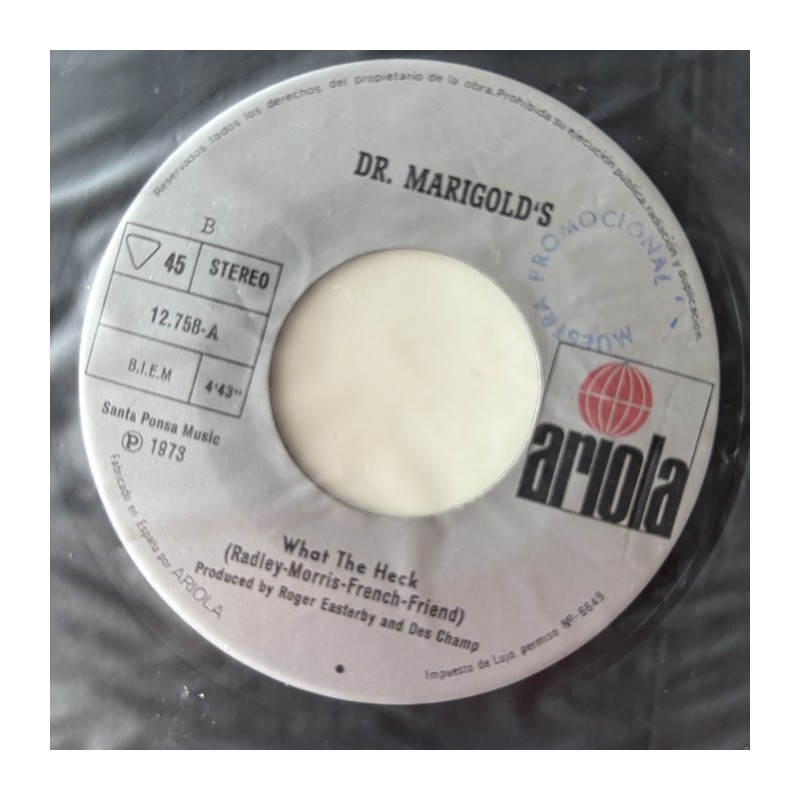 Reservados todos los derechos del propietario de la obra. Prohibida su ejecución pública, radiación y duplicación.
DR. MARIGOLD'S
MUESTRA PROMOCIONAL
B
45 STEREO
12.758-A
B.I.E.M 4'43"
ariola
Santa Ponsa Music
Ⓟ 1973
What The Heck
(Radley-Morris-French-Friend)
Produced by Roger Easterby and Des Champ
Fabricado en España por ARIOLA
Impuesto de Lujo. permiso Nº- 6649